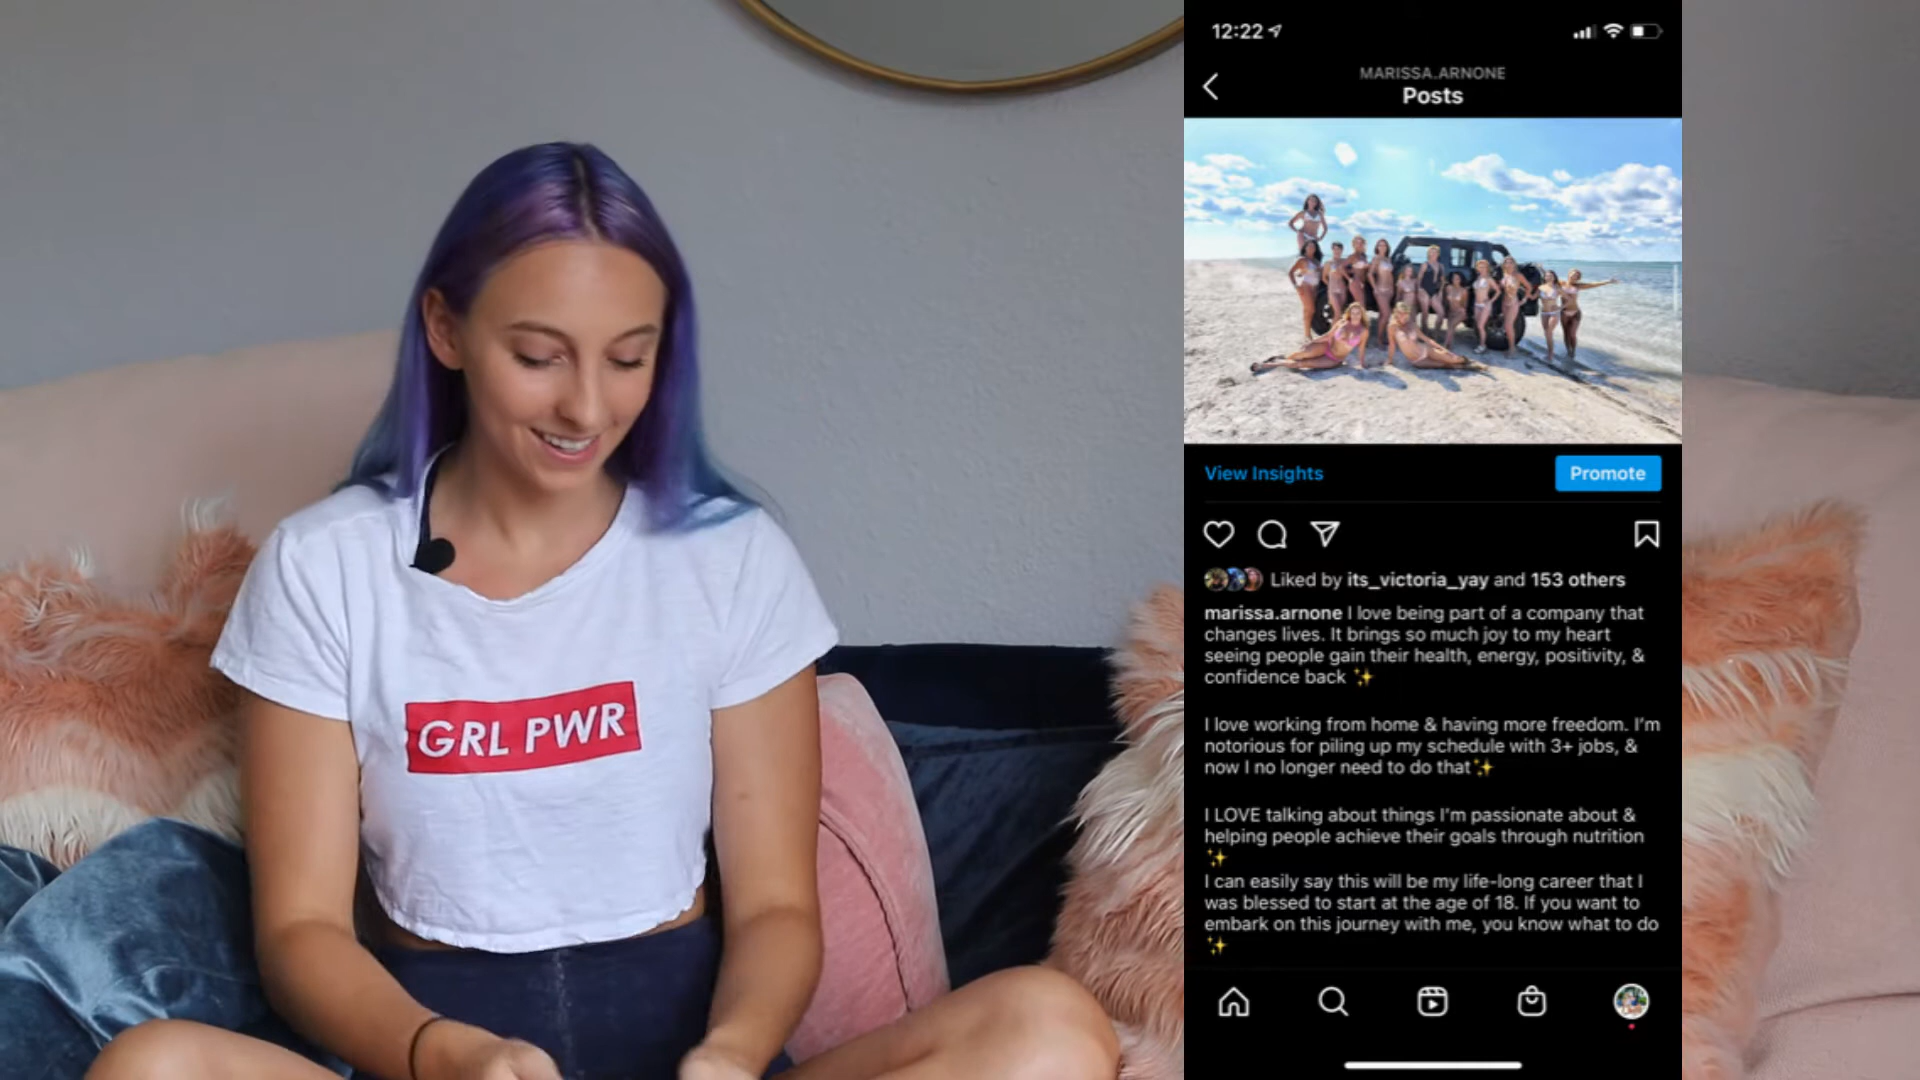 GRL PWR
12:22
MARISSA.ARNONE
Posts
View Insights
Promote
Liked by its_victoria_yay and 153 others
marissa.arnone I love being part of a company that
changes lives. It brings so much joy to my heart
seeing people gain their health, energy, positivity, &
confidence back ✨
I love working from home & having more freedom. I'm
notorious for piling up my schedule with 3+ jobs, &
now I no longer need to do that✨
I LOVE talking about things I'm passionate about &
helping people achieve their goals through nutrition
✨
I can easily say this will be my life-long career that I
was blessed to start at the age of 18. If you want to
embark on this journey with me, you know what to do
✨